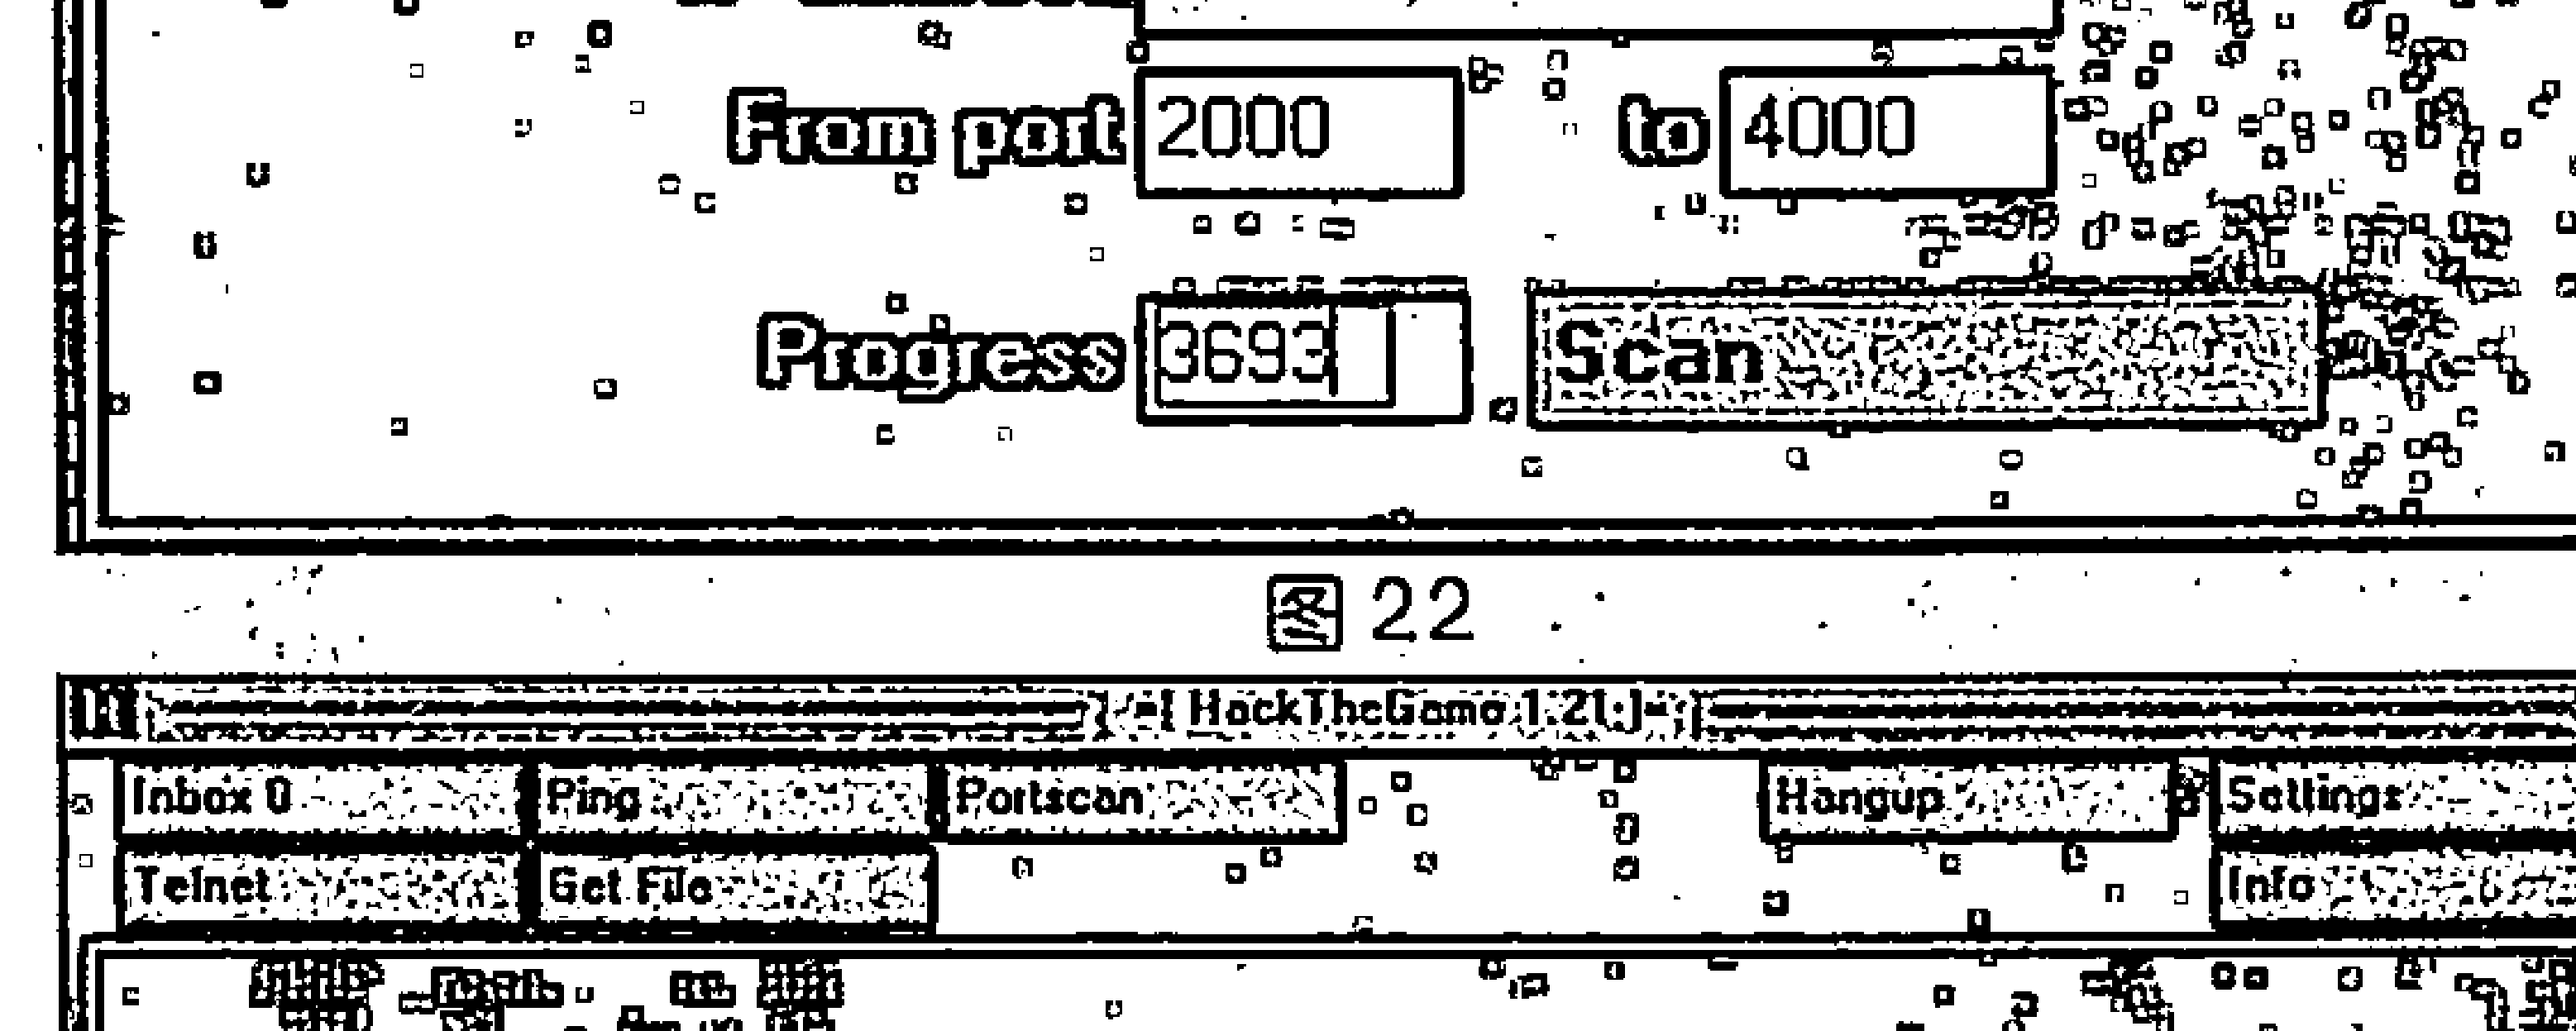 From port 2000 to 4000
Progress 3693 Scan
图 22
-=[ HackTheGame 1.21 ]=-
Inbox 0 Ping Portscan Hangup Settings
Telnet Get File Info